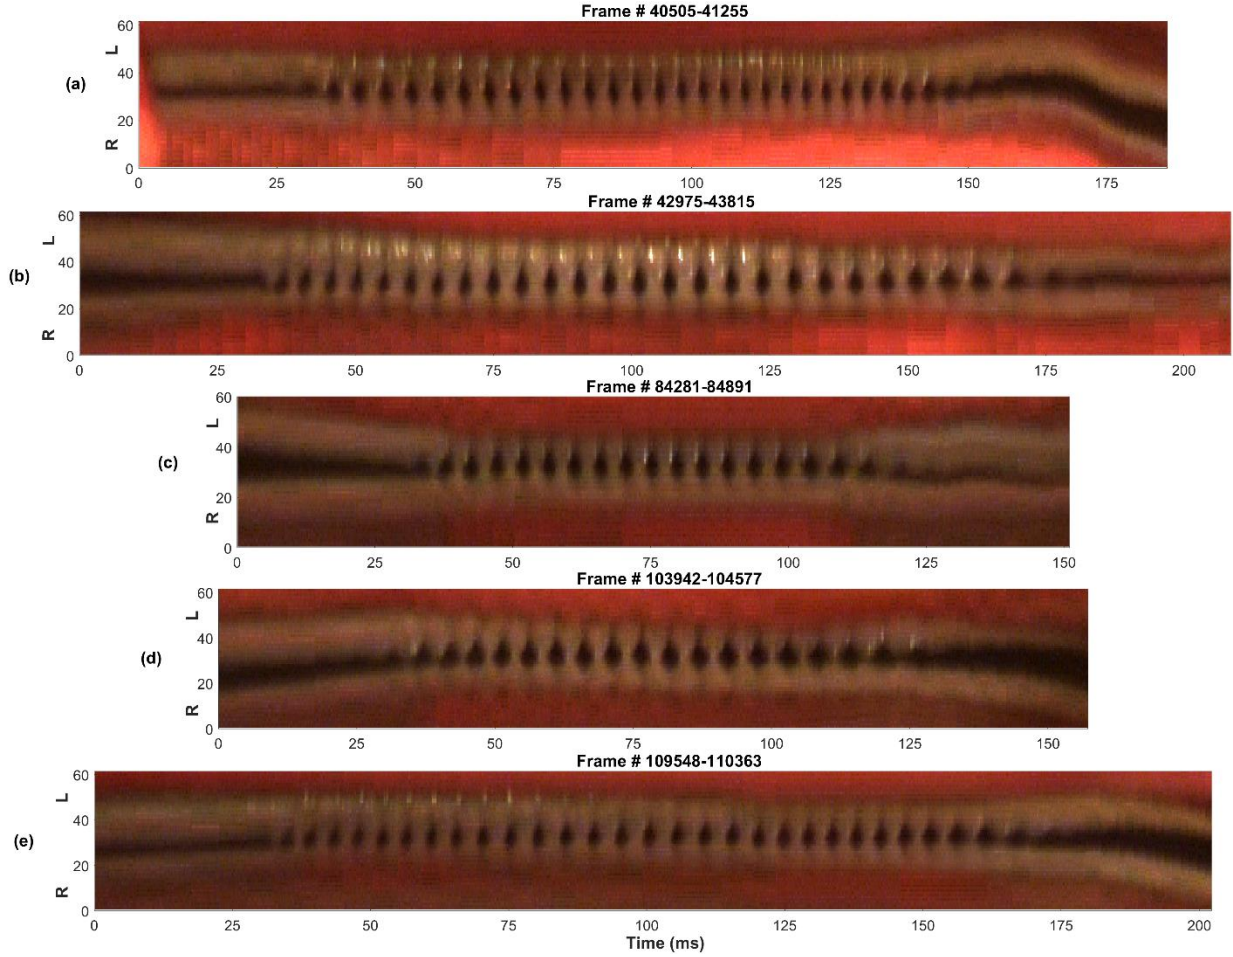 Frame # 40505-41255
60
L
40
(a)
20
R
0
0 25 50 75 100 125 150 175
Frame # 42975-43815
60
L
40
(b)
20
R
0
0 25 50 75 100 125 150 175 200
Frame # 84281-84891
60
L
40
(c)
20
R
0
0 25 50 75 100 125 150
Frame # 103942-104577
60
L
40
(d)
20
R
0
0 25 50 75 100 125 150
Frame # 109548-110363
60
L
40
(e)
20
R
0
0 25 50 75 100 125 150 175 200
Time (ms)